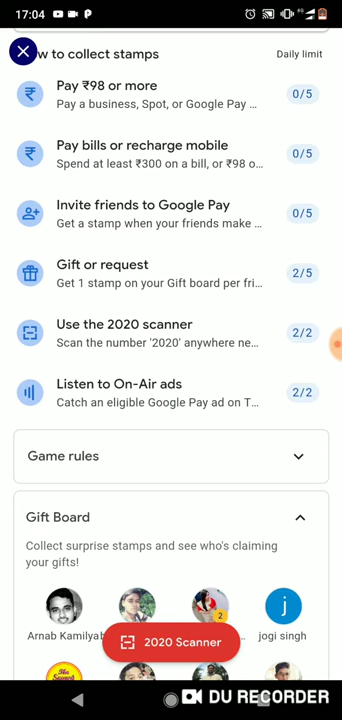 17:04
w to collect stamps
Daily limit
Pay ₹98 or more
Pay a business, Spot, or Google Pay ...
0/5
Pay bills or recharge mobile
Spend at least ₹300 on a bill, or ₹98 o...
0/5
Invite friends to Google Pay
Get a stamp when your friends make ...
0/5
Gift or request
Get 1 stamp on your Gift board per fri...
2/5
Use the 2020 scanner
Scan the number '2020' anywhere ne...
2/2
Listen to On-Air ads
Catch an eligible Google Pay ad on T...
2/2
Game rules
Gift Board
Collect surprise stamps and see who's claiming
your gifts!
2
j
Arnab Kamilya
jogi singh
2020 Scanner
DU RECORDER